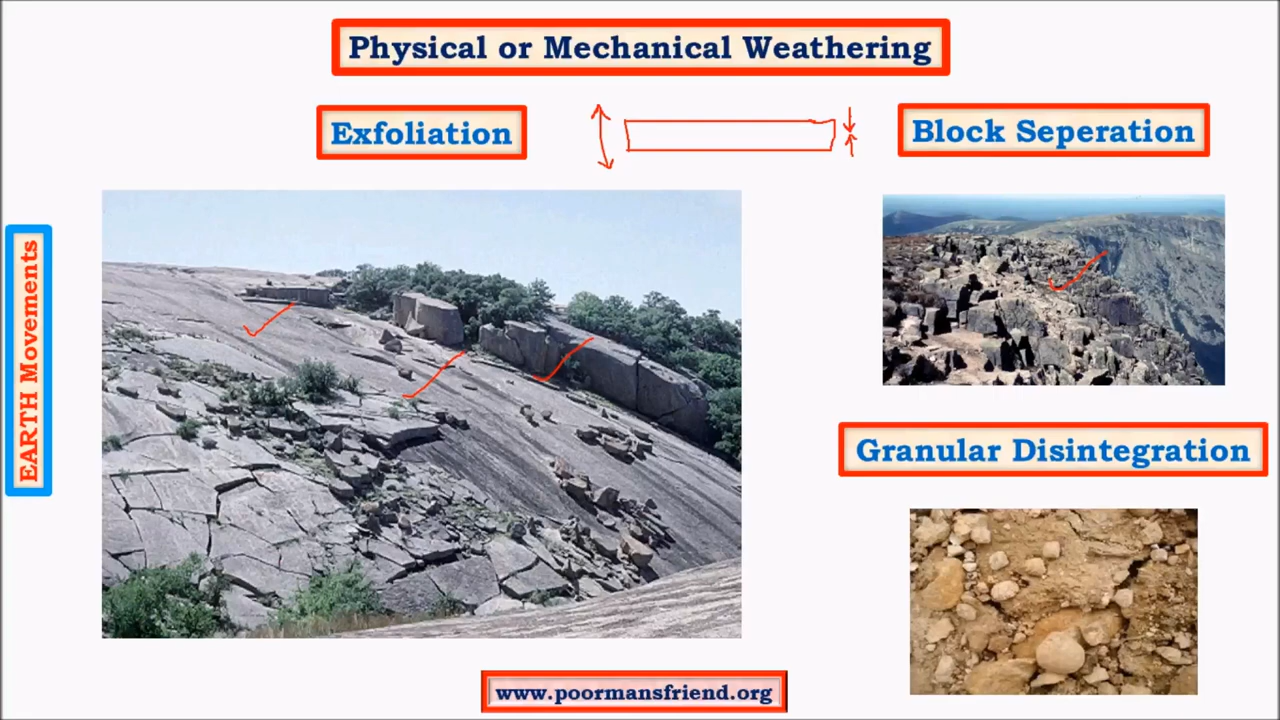 Physical or Mechanical Weathering
Exfoliation
Block Seperation
EARTH Movements
Granular Disintegration
www.poormansfriend.org